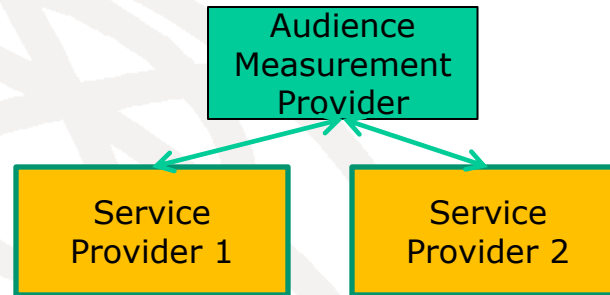 Audience
Measurement
Provider
Service
Provider 1
Service
Provider 2